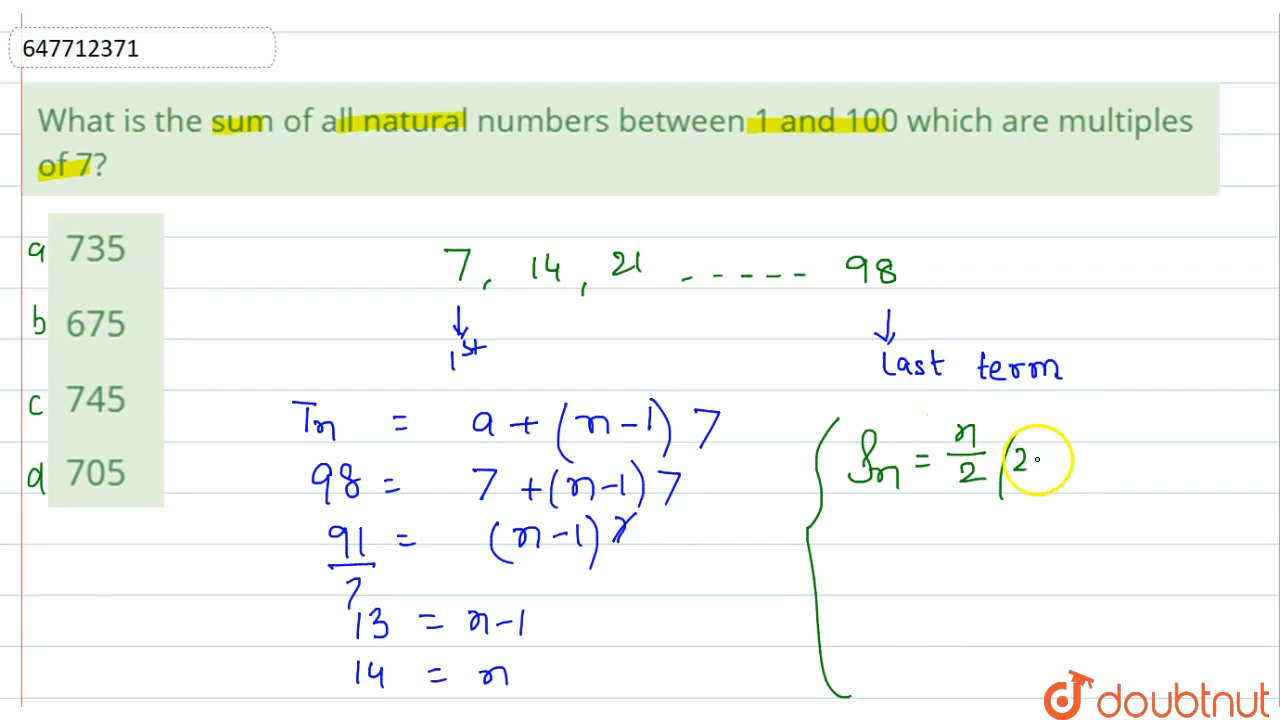 647712371
What is the sum of all natural numbers between 1 and 100 which are multiples
of 7?
a 735
b 675
c 745
d 705
7, 14, 21 ------ 98
1st
Last term
Tn = a + (n-1) 7
98 = 7 + (n-1) 7
91/7 = (n-1) 7
13 = n-1
14 = n
Sn = n/2 (2
doubtnut